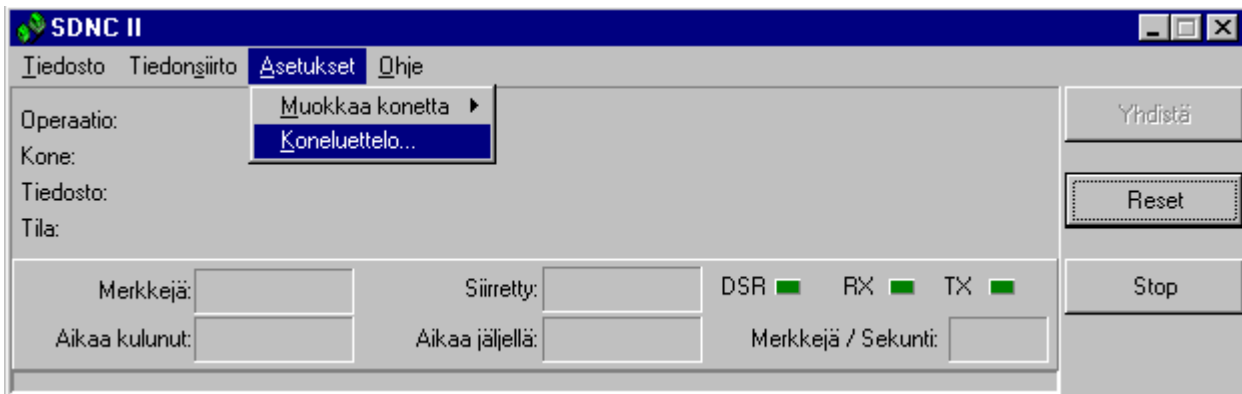 SDNC II
Tiedosto Tiedonsiirto Asetukset Ohje
Muokkaa konetta
Koneluettelo...
Operaatio:
Kone:
Tiedosto:
Tila:
Yhdistä
Reset
Stop
Merkkejä: Siirretty: DSR RX TX
Aikaa kulunut: Aikaa jäljellä: Merkkejä / Sekunti: